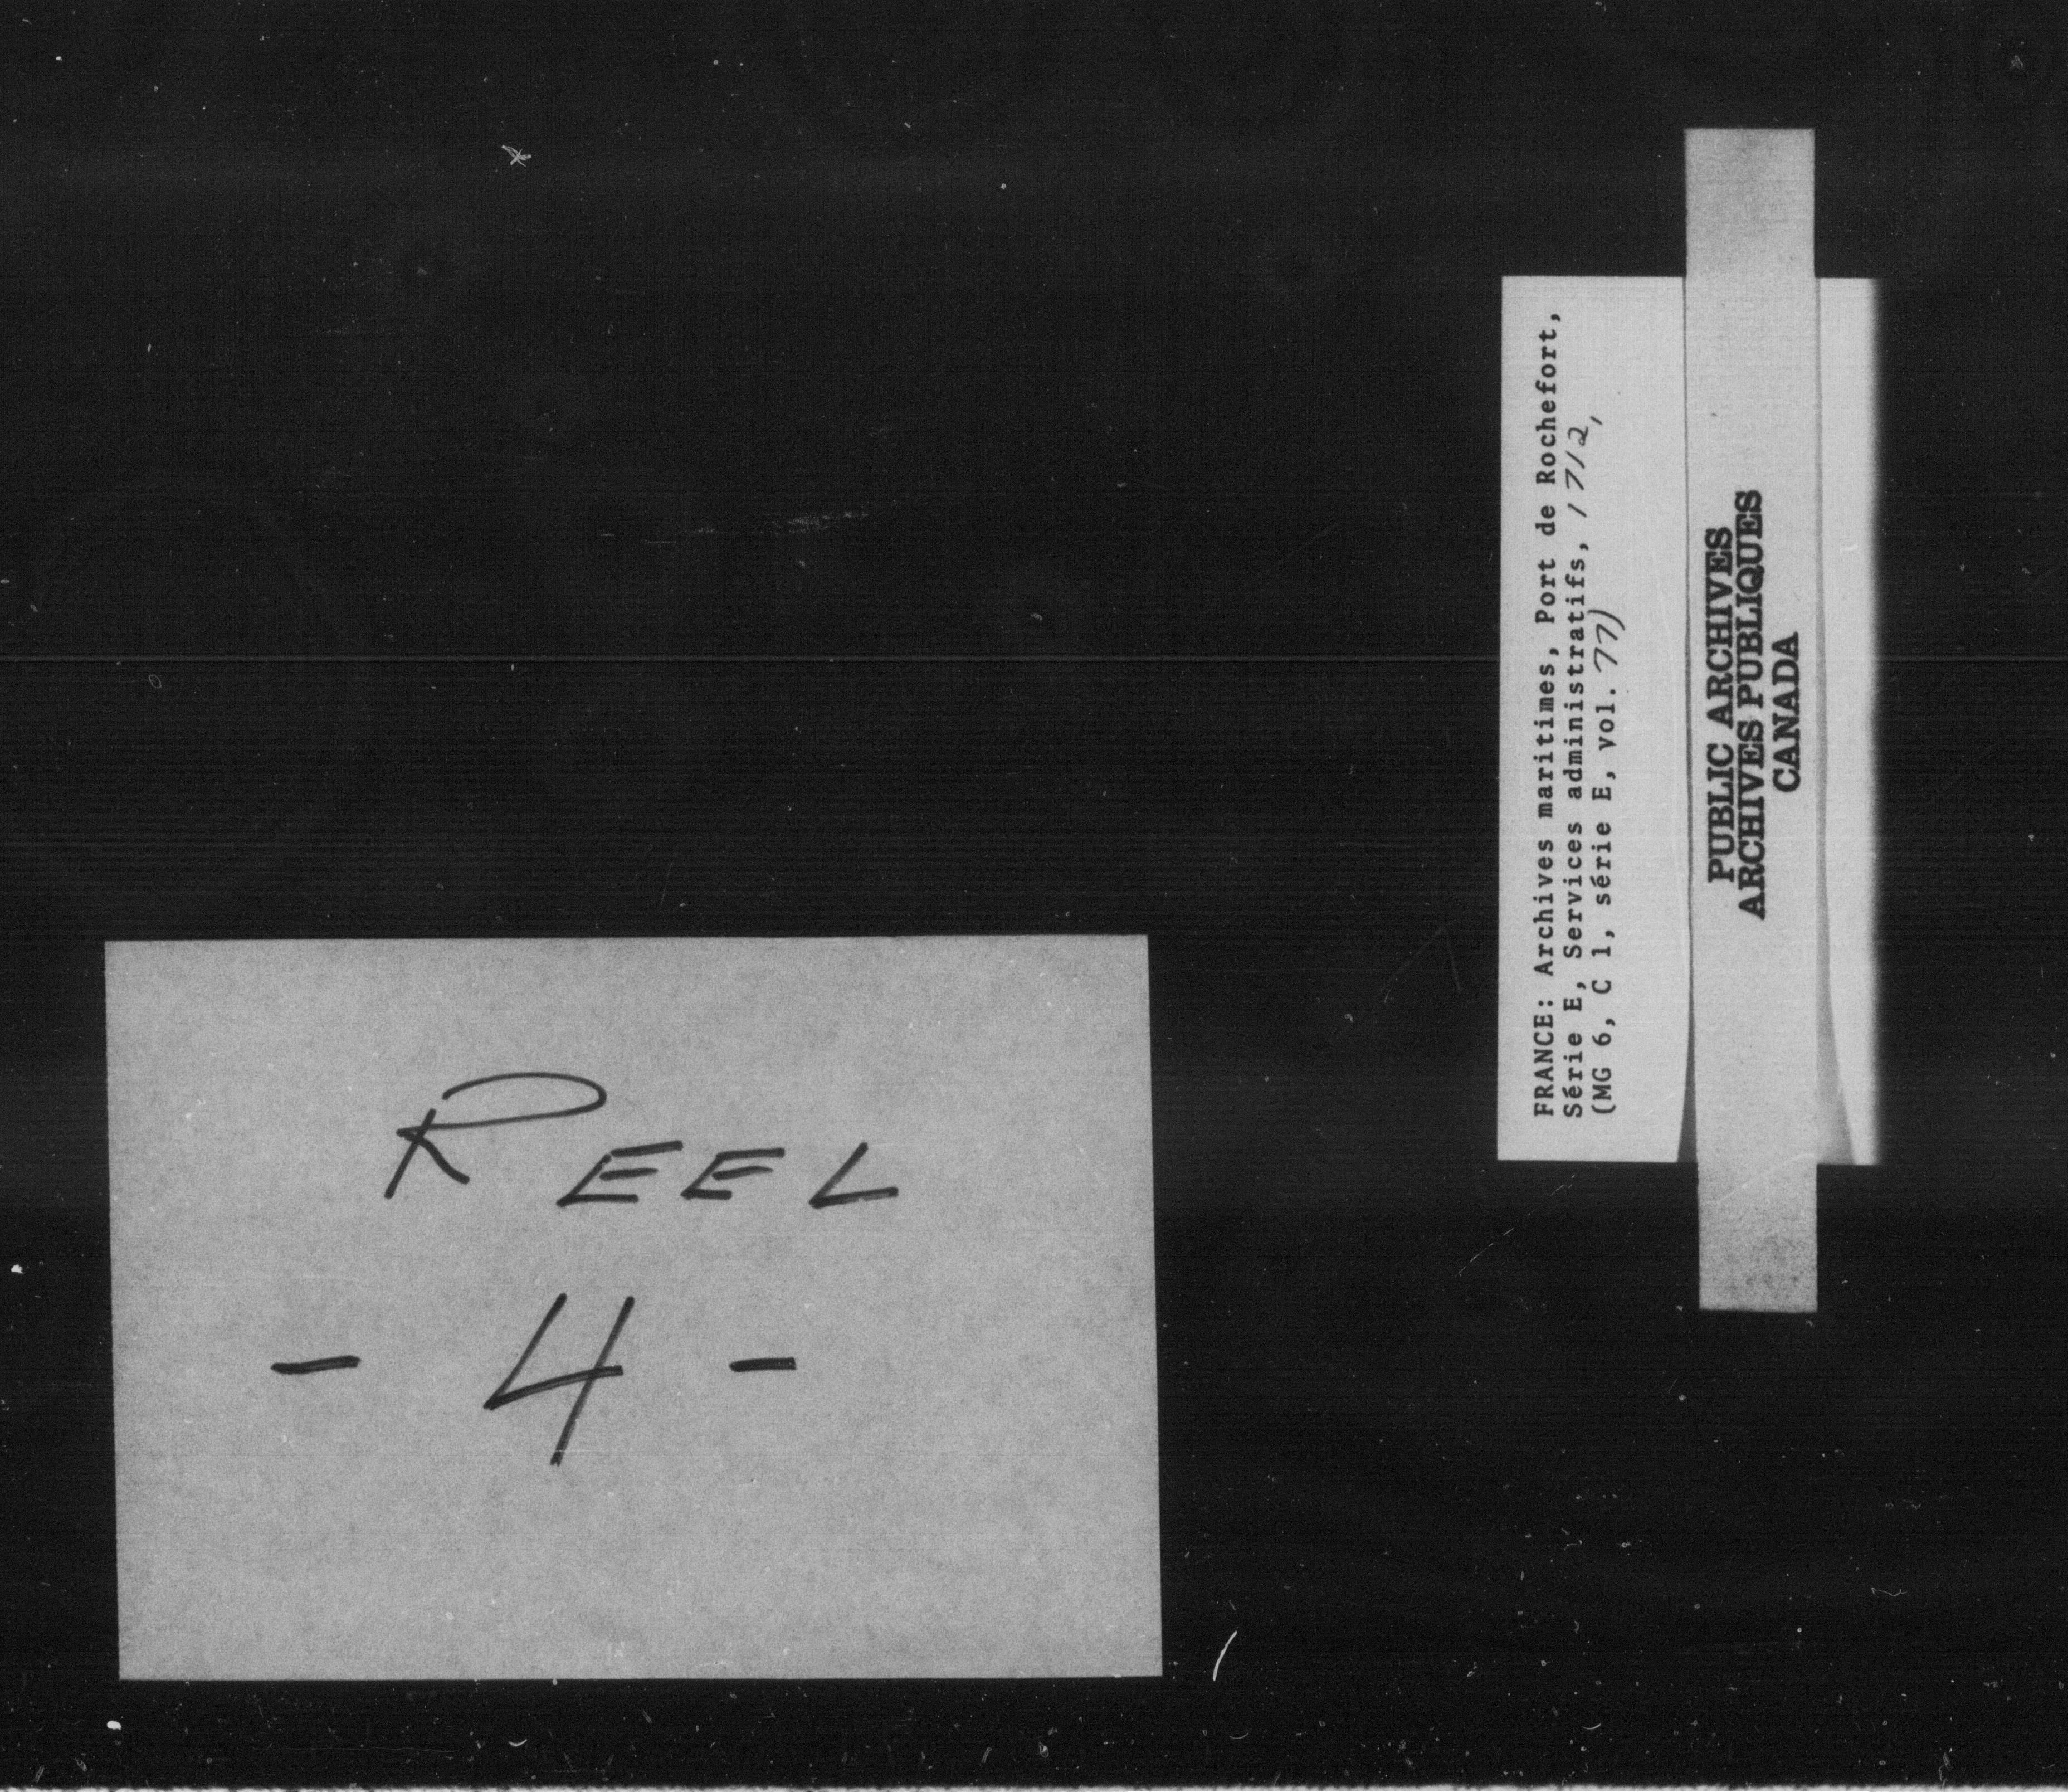 REEL
- 4 -
FRANCE: Archives maritimes, Port de Rochefort,
Série E, Services administratifs, 1712,
(MG 6, C 1, série E, vol. 77)
PUBLIC ARCHIVES
ARCHIVES PUBLIQUES
CANADA